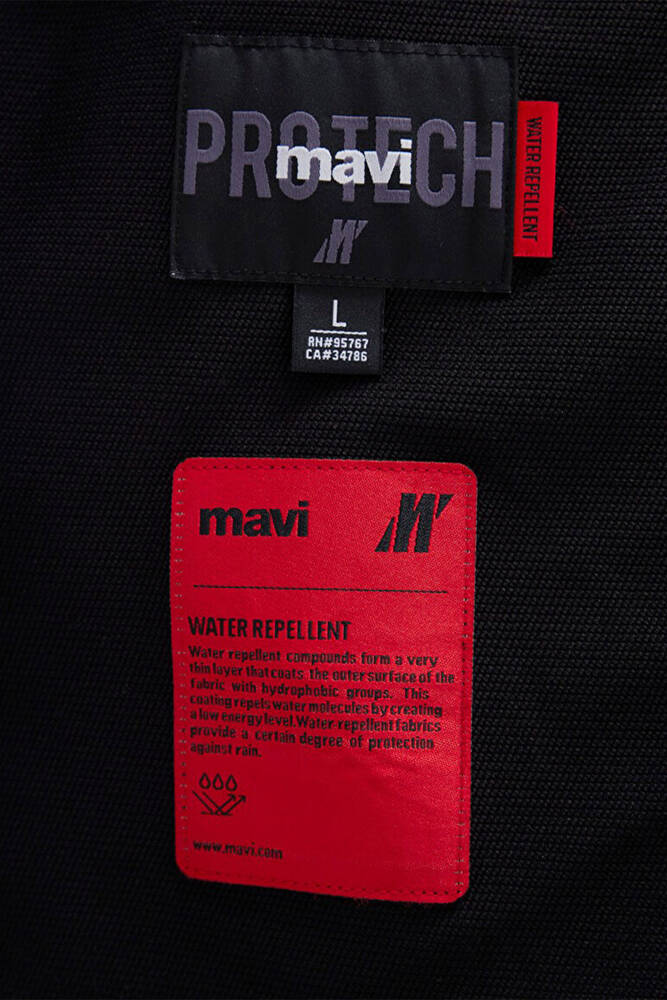 PROTECH
mavi
WATER REPELLENT
L
RN#95767
CA#34786
mavi
WATER REPELLENT
Water repellent compounds form a very
thin layer that coats the outer surface of the
fabric with hydrophobic groups. This
coating repels water molecules by creating
a low energy level. Water-repellent fabrics
provide a certain degree of protection
against rain.
www.mavi.com